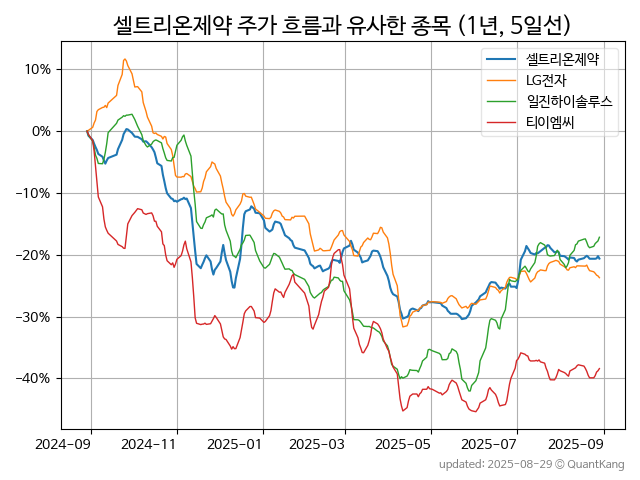 셀트리온제약 주가 흐름과 유사한 종목 (1년, 5일선)
셀트리온제약
LG전자
일진하이솔루스
티이엠씨
10%
0%
−10%
−20%
−30%
−40%
2024-09 2024-11 2025-01 2025-03 2025-05 2025-07 2025-09
updated: 2025-08-29 © QuantKang